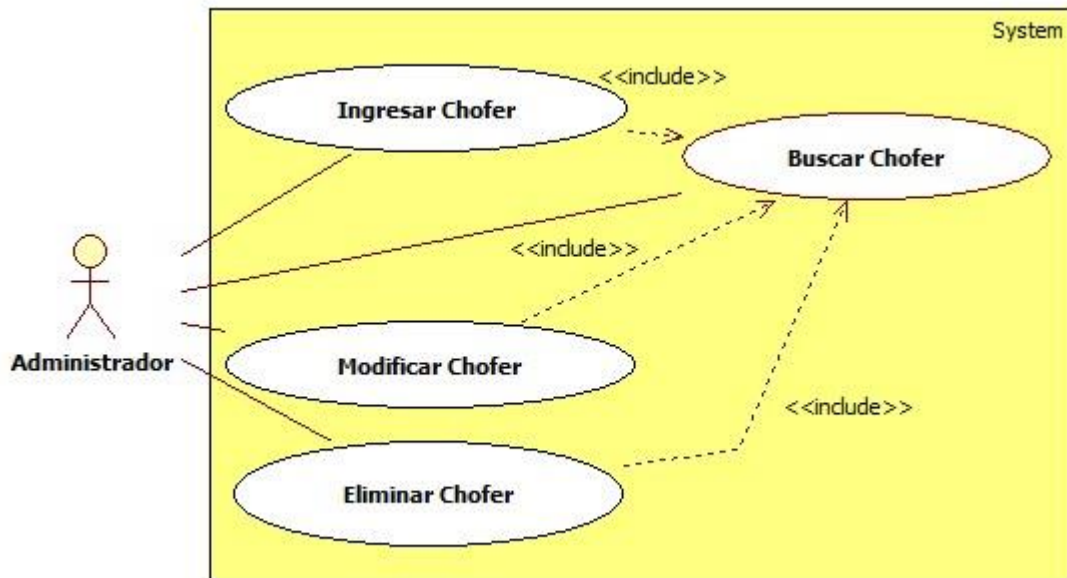 System
<<include>>
Ingresar Chofer
Buscar Chofer
<<include>>
Administrador
Modificar Chofer
<<include>>
Eliminar Chofer